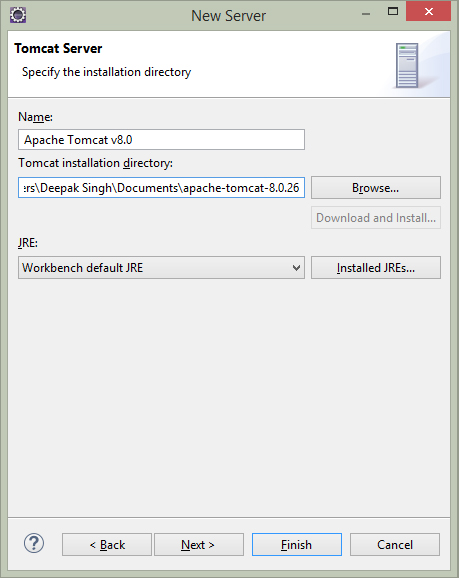 New Server
Tomcat Server
Specify the installation directory
Name:
Apache Tomcat v8.0
Tomcat installation directory:
ers\Deepak Singh\Documents\apache-tomcat-8.0.26
Browse...
Download and Install...
JRE:
Workbench default JRE
Installed JREs...
? < Back Next > Finish Cancel